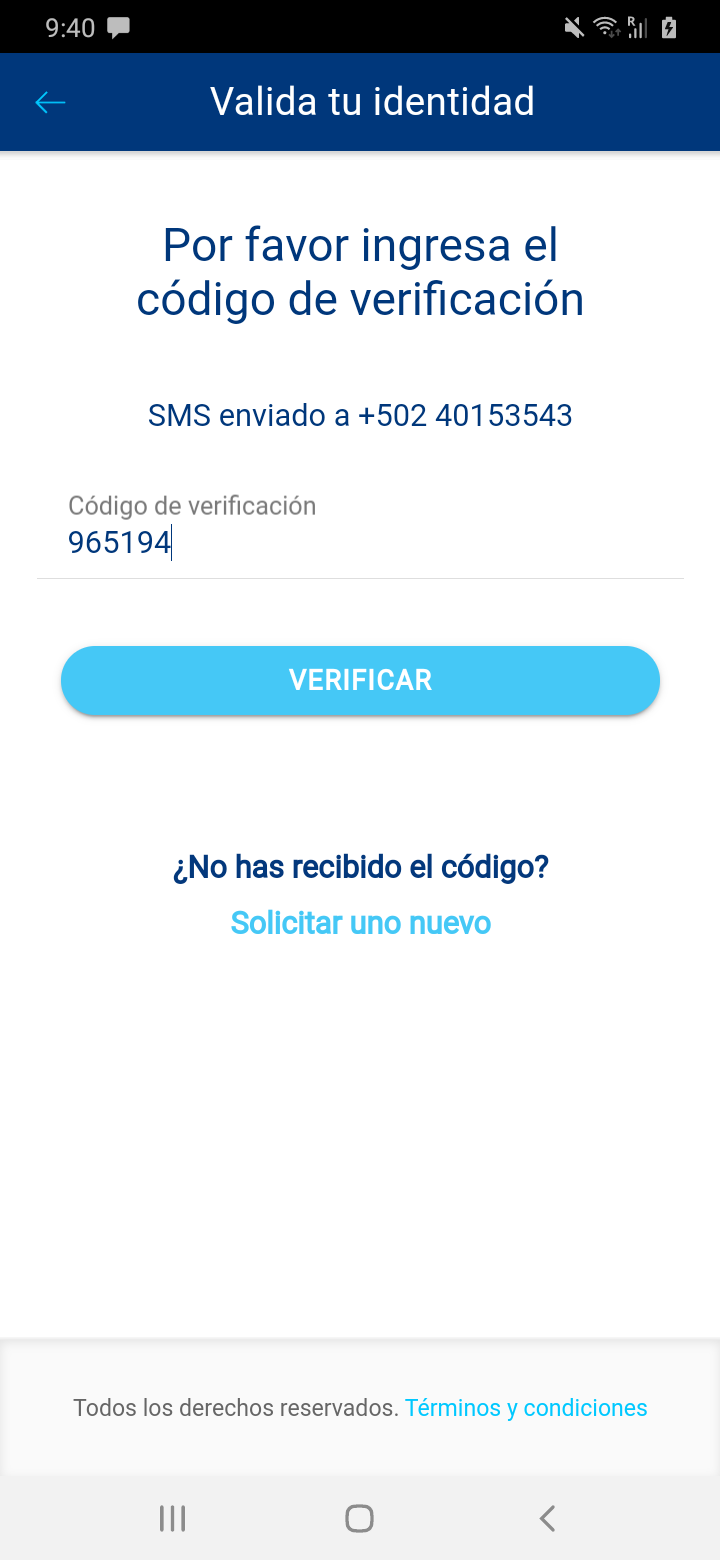 9:40
R
Valida tu identidad
Por favor ingresa el
código de verificación
SMS enviado a +502 40153543
Código de verificación
965194
VERIFICAR
¿No has recibido el código?
Solicitar uno nuevo
Todos los derechos reservados. Términos y condiciones